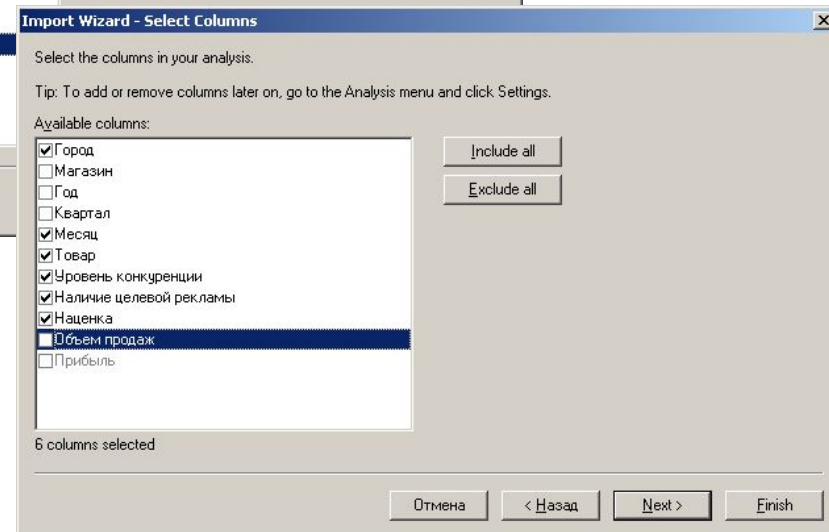 Import Wizard - Select Columns
Select the columns in your analysis.
Tip: To add or remove columns later on, go to the Analysis menu and click Settings.
Available columns:
Город
Магазин
Год
Квартал
Месяц
Товар
Уровень конкуренции
Наличие целевой рекламы
Наценка
Объем продаж
Прибыль
Include all
Exclude all
6 columns selected
Отмена
< Назад
Next >
Finish